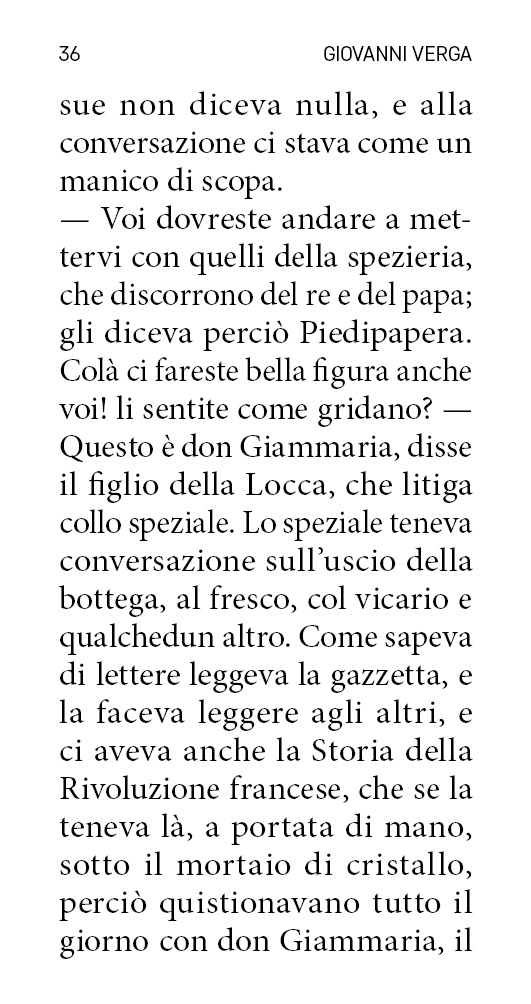 36 GIOVANNI VERGA
sue non diceva nulla, e alla
conversazione ci stava come un
manico di scopa.
— Voi dovreste andare a met-
tervi con quelli della spezieria,
che discorrono del re e del papa;
gli diceva perciò Piedipapera.
Colà ci fareste bella figura anche
voi! li sentite come gridano? —
Questo è don Giammaria, disse
il figlio della Locca, che litiga
collo speziale. Lo speziale teneva
conversazione sull’uscio della
bottega, al fresco, col vicario e
qualchedun altro. Come sapeva
di lettere leggeva la gazzetta, e
la faceva leggere agli altri, e
ci aveva anche la Storia della
Rivoluzione francese, che se la
teneva là, a portata di mano,
sotto il mortaio di cristallo,
perciò quistionavano tutto il
giorno con don Giammaria, il